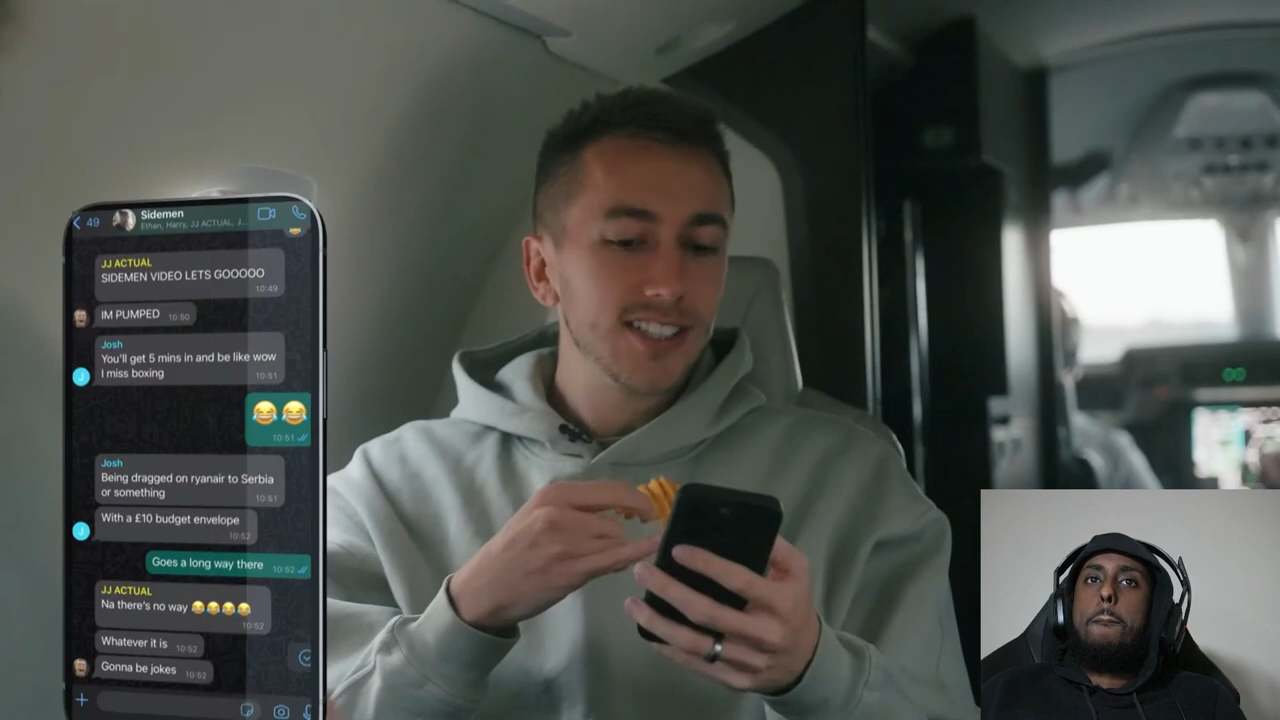 49
Sidemen
Ethan, Harry, JJ ACTUAL, J...
JJ ACTUAL
SIDEMEN VIDEO LETS GOOOOO
10:49
IM PUMPED 10:50
Josh
You'll get 5 mins in and be like wow
I miss boxing
10:51
J
😂😂
10:51
Josh
Being dragged on ryanair to Serbia
or something
10:51
With a £10 budget envelope
10:52
J
Goes a long way there 10:52
JJ ACTUAL
Na there's no way 😂😂😂😂
10:52
Whatever it is 10:52
Gonna be jokes 10:52